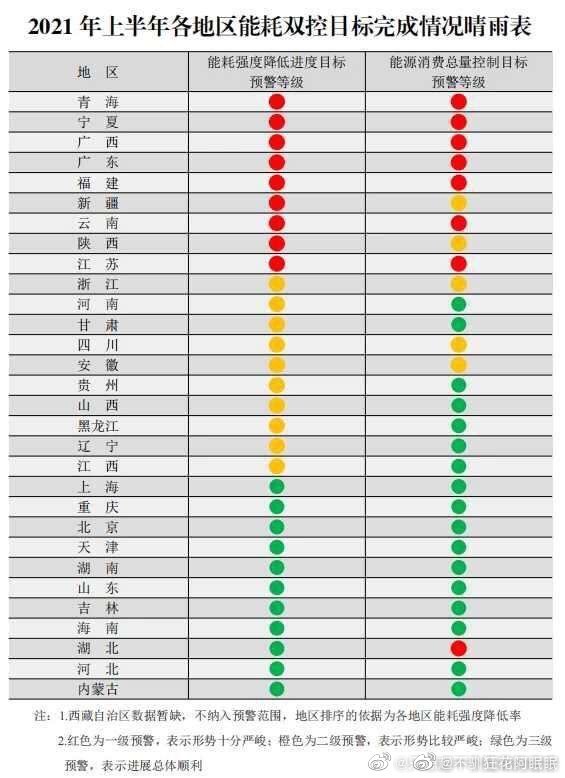 2021 年上半年各地区能耗双控目标完成情况晴雨表
地 区
能耗强度降低进度目标
预警等级
能源消费总量控制目标
预警等级
青 海
宁 夏
广 西
广 东
福 建
新 疆
云 南
陕 西
江 苏
浙 江
河 南
甘 肃
四 川
安 徽
贵 州
山 西
黑龙江
辽 宁
江 西
上 海
重 庆
北 京
天 津
湖 南
山 东
吉 林
海 南
湖 北
河 北
内蒙古
注：1.西藏自治区数据暂缺，不纳入预警范围，地区排序的依据为各地区能耗强度降低率
2.红色为一级预警，表示形势十分严峻；橙色为二级预警，表示形势比较严峻；绿色为三级
预警，表示进展总体顺利